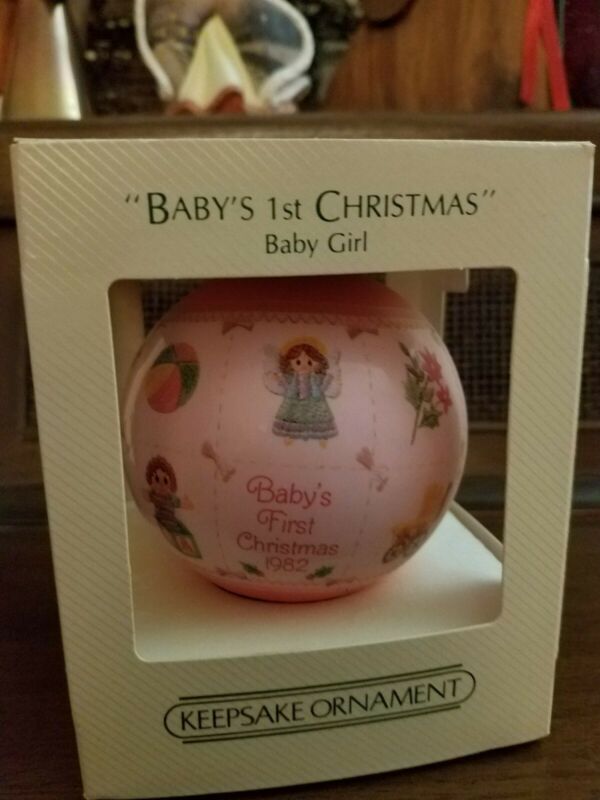 "BABY'S 1st CHRISTMAS"
Baby Girl
Baby's
First
Christmas
1982
KEEPSAKE ORNAMENT